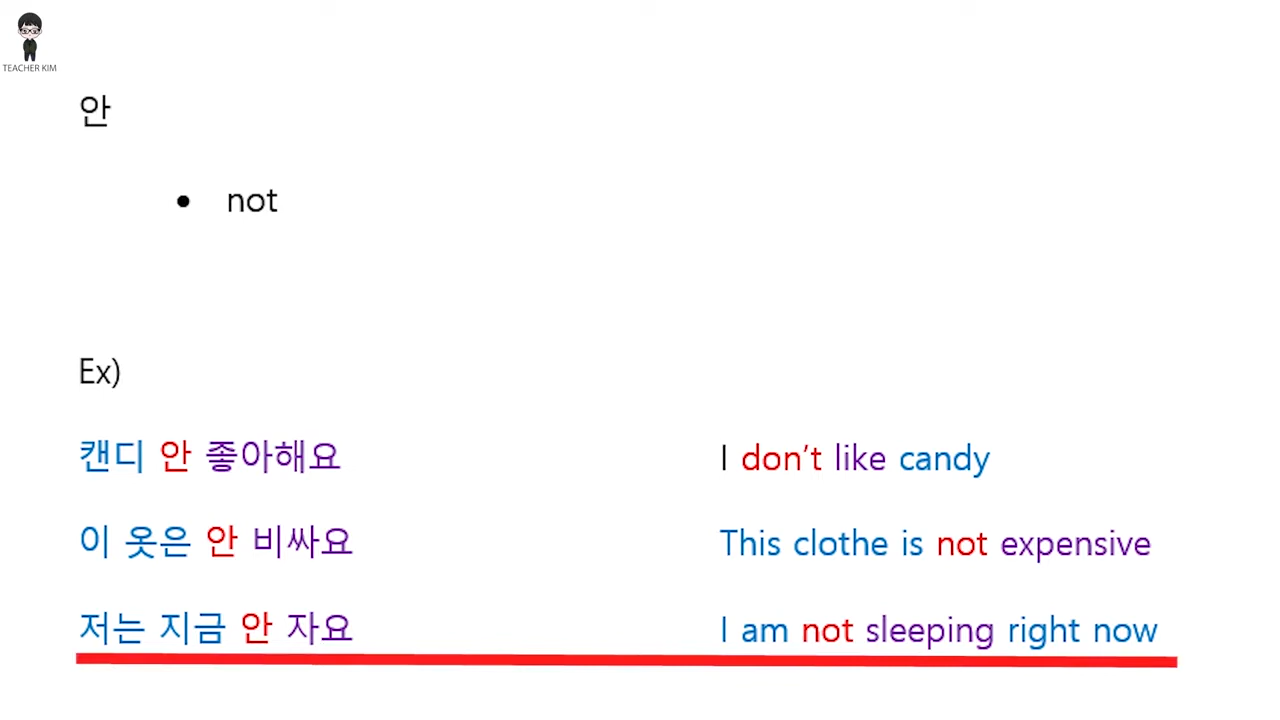 TEACHER KIM
안
• not
Ex)
캔디 안 좋아해요 I don't like candy
이 옷은 안 비싸요 This clothe is not expensive
저는 지금 안 자요 I am not sleeping right now